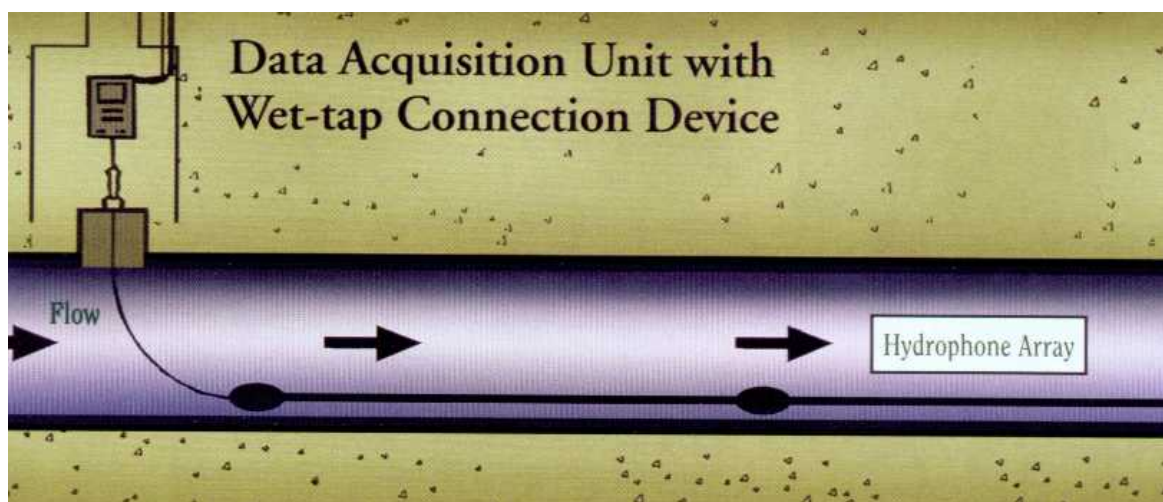 Data Acquisition Unit with
Wet-tap Connection Device
Flow
Hydrophone Array